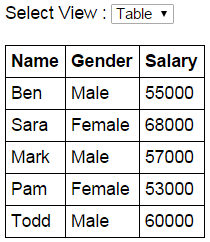 Select View : Table
Name Gender Salary
Ben Male 55000
Sara Female 68000
Mark Male 57000
Pam Female 53000
Todd Male 60000